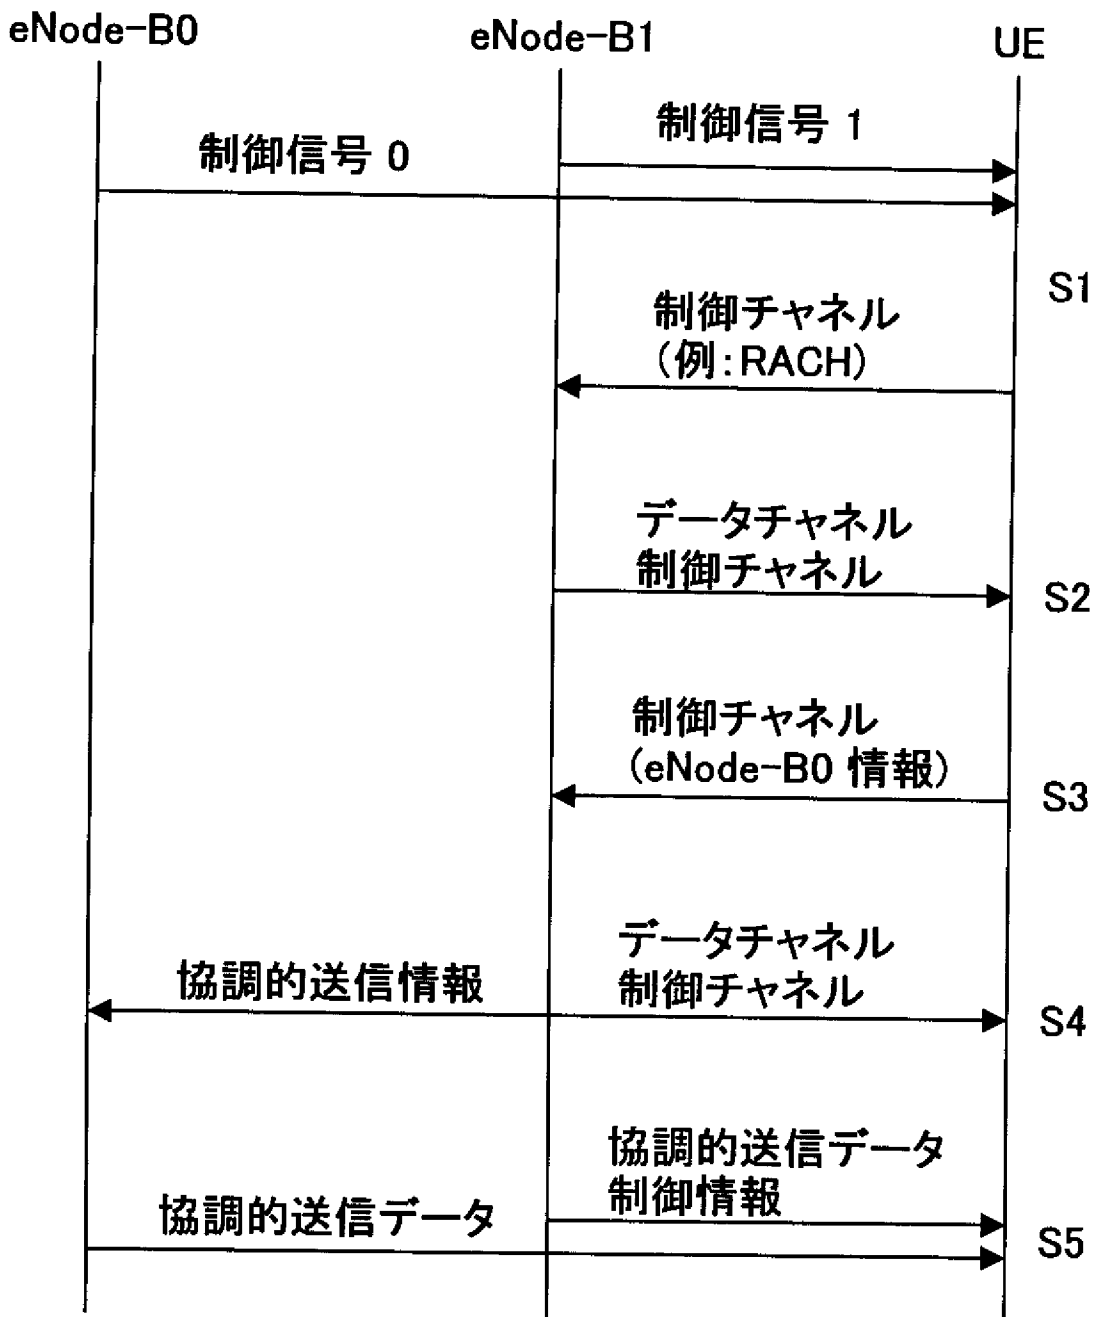 eNode-B0
eNode-B1
UE
制御信号 1
制御信号 0
S1
制御チャネル
(例:RACH)
データチャネル
制御チャネル
S2
制御チャネル
(eNode-B0 情報)
S3
データチャネル
協調的送信情報
制御チャネル
S4
協調的送信データ
制御情報
協調的送信データ
S5